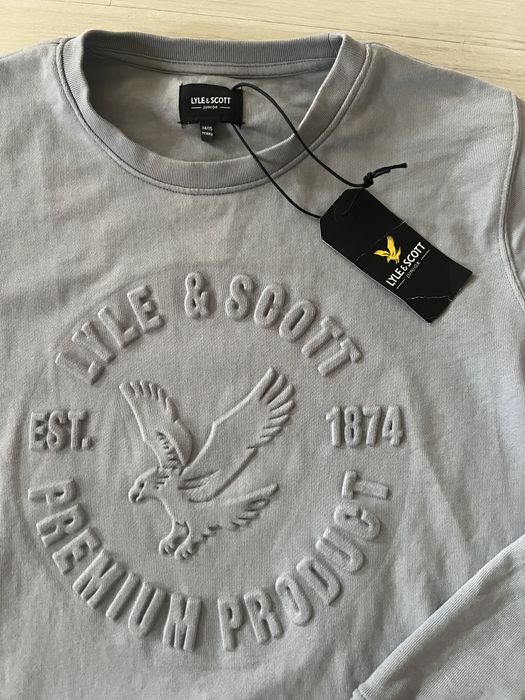 LYLE & SCOTT
JUNIOR
14/15
YEARS
LYLE & SCOTT
JUNIOR
LYLE & SCOTT
EST. 1874
PREMIUM PRODUCT